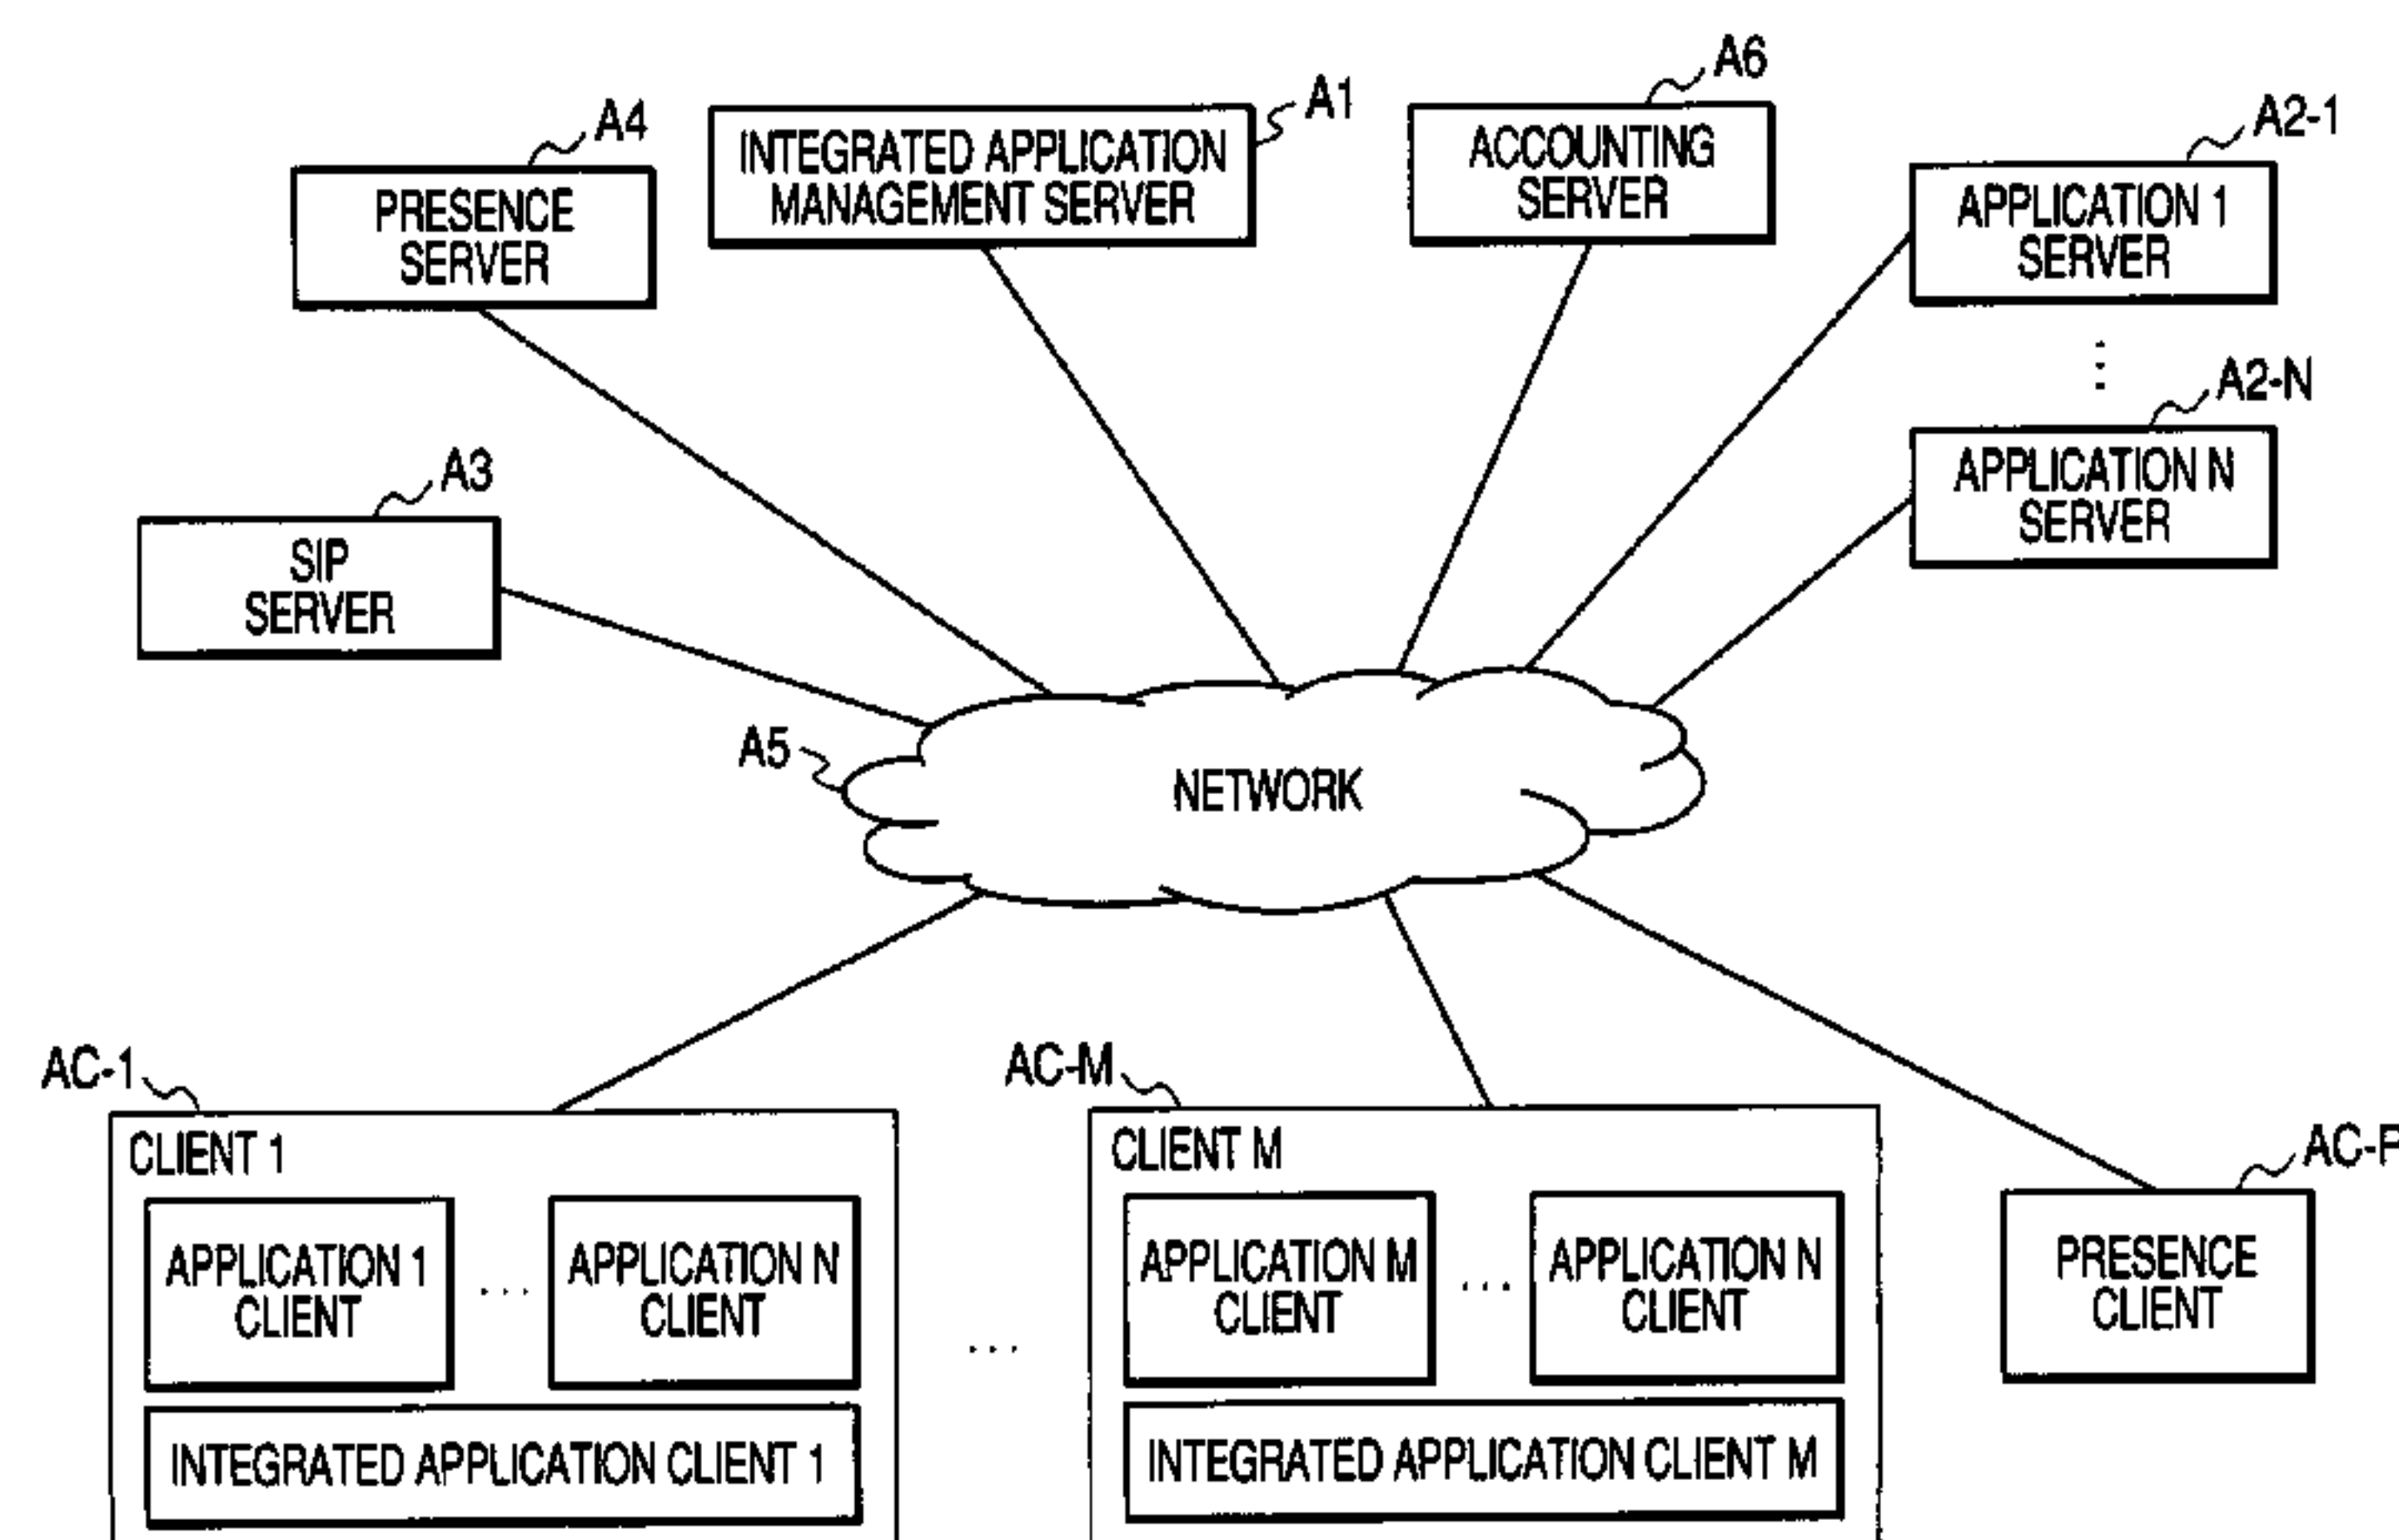 A4
PRESENCE
SERVER
A1
INTEGRATED APPLICATION
MANAGEMENT SERVER
A6
ACCOUNTING
SERVER
A2-1
APPLICATION 1
SERVER
A2-N
APPLICATION N
SERVER
A3
SIP
SERVER
A5
NETWORK
AC-1
CLIENT 1
APPLICATION 1
CLIENT
...
APPLICATION N
CLIENT
INTEGRATED APPLICATION CLIENT 1
...
AC-M
CLIENT M
APPLICATION M
CLIENT
...
APPLICATION N
CLIENT
INTEGRATED APPLICATION CLIENT M
AC-P
PRESENCE
CLIENT